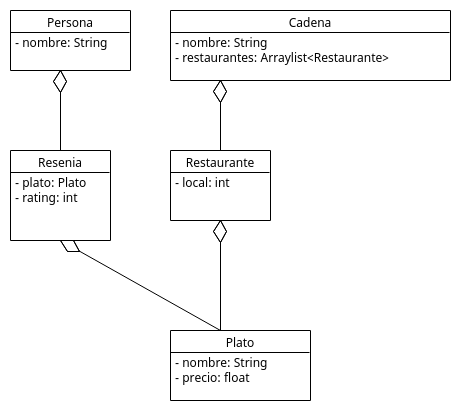 Persona
- nombre: String
Cadena
- nombre: String
- restaurantes: Arraylist<Restaurante>
Resenia
- plato: Plato
- rating: int
Restaurante
- local: int
Plato
- nombre: String
- precio: float